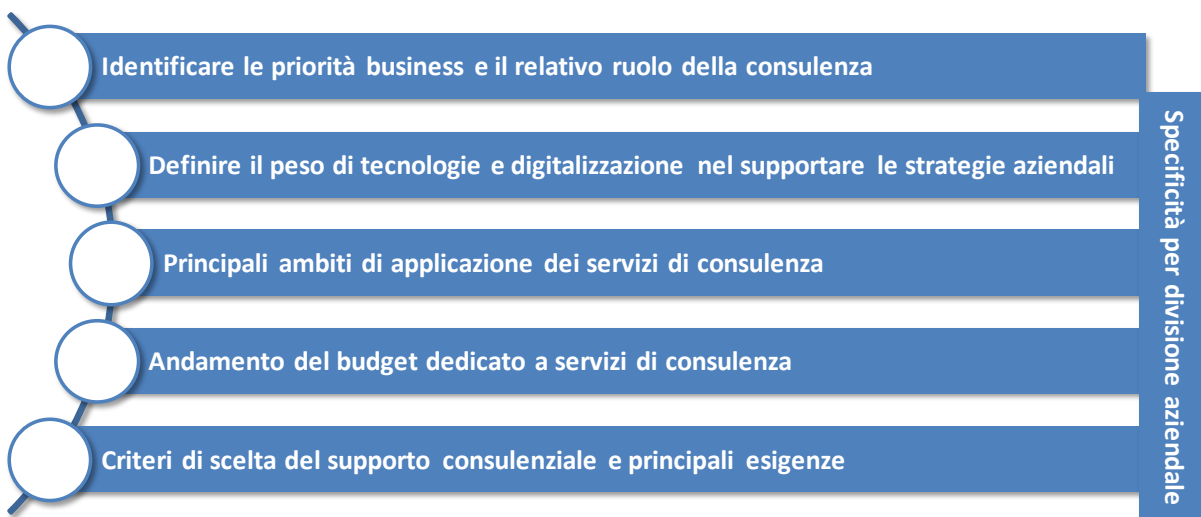 Identificare le priorità business e il relativo ruolo della consulenza
Definire il peso di tecnologie e digitalizzazione nel supportare le strategie aziendali
Principali ambiti di applicazione dei servizi di consulenza
Andamento del budget dedicato a servizi di consulenza
Criteri di scelta del supporto consulenziale e principali esigenze
Specificità per divisione aziendale